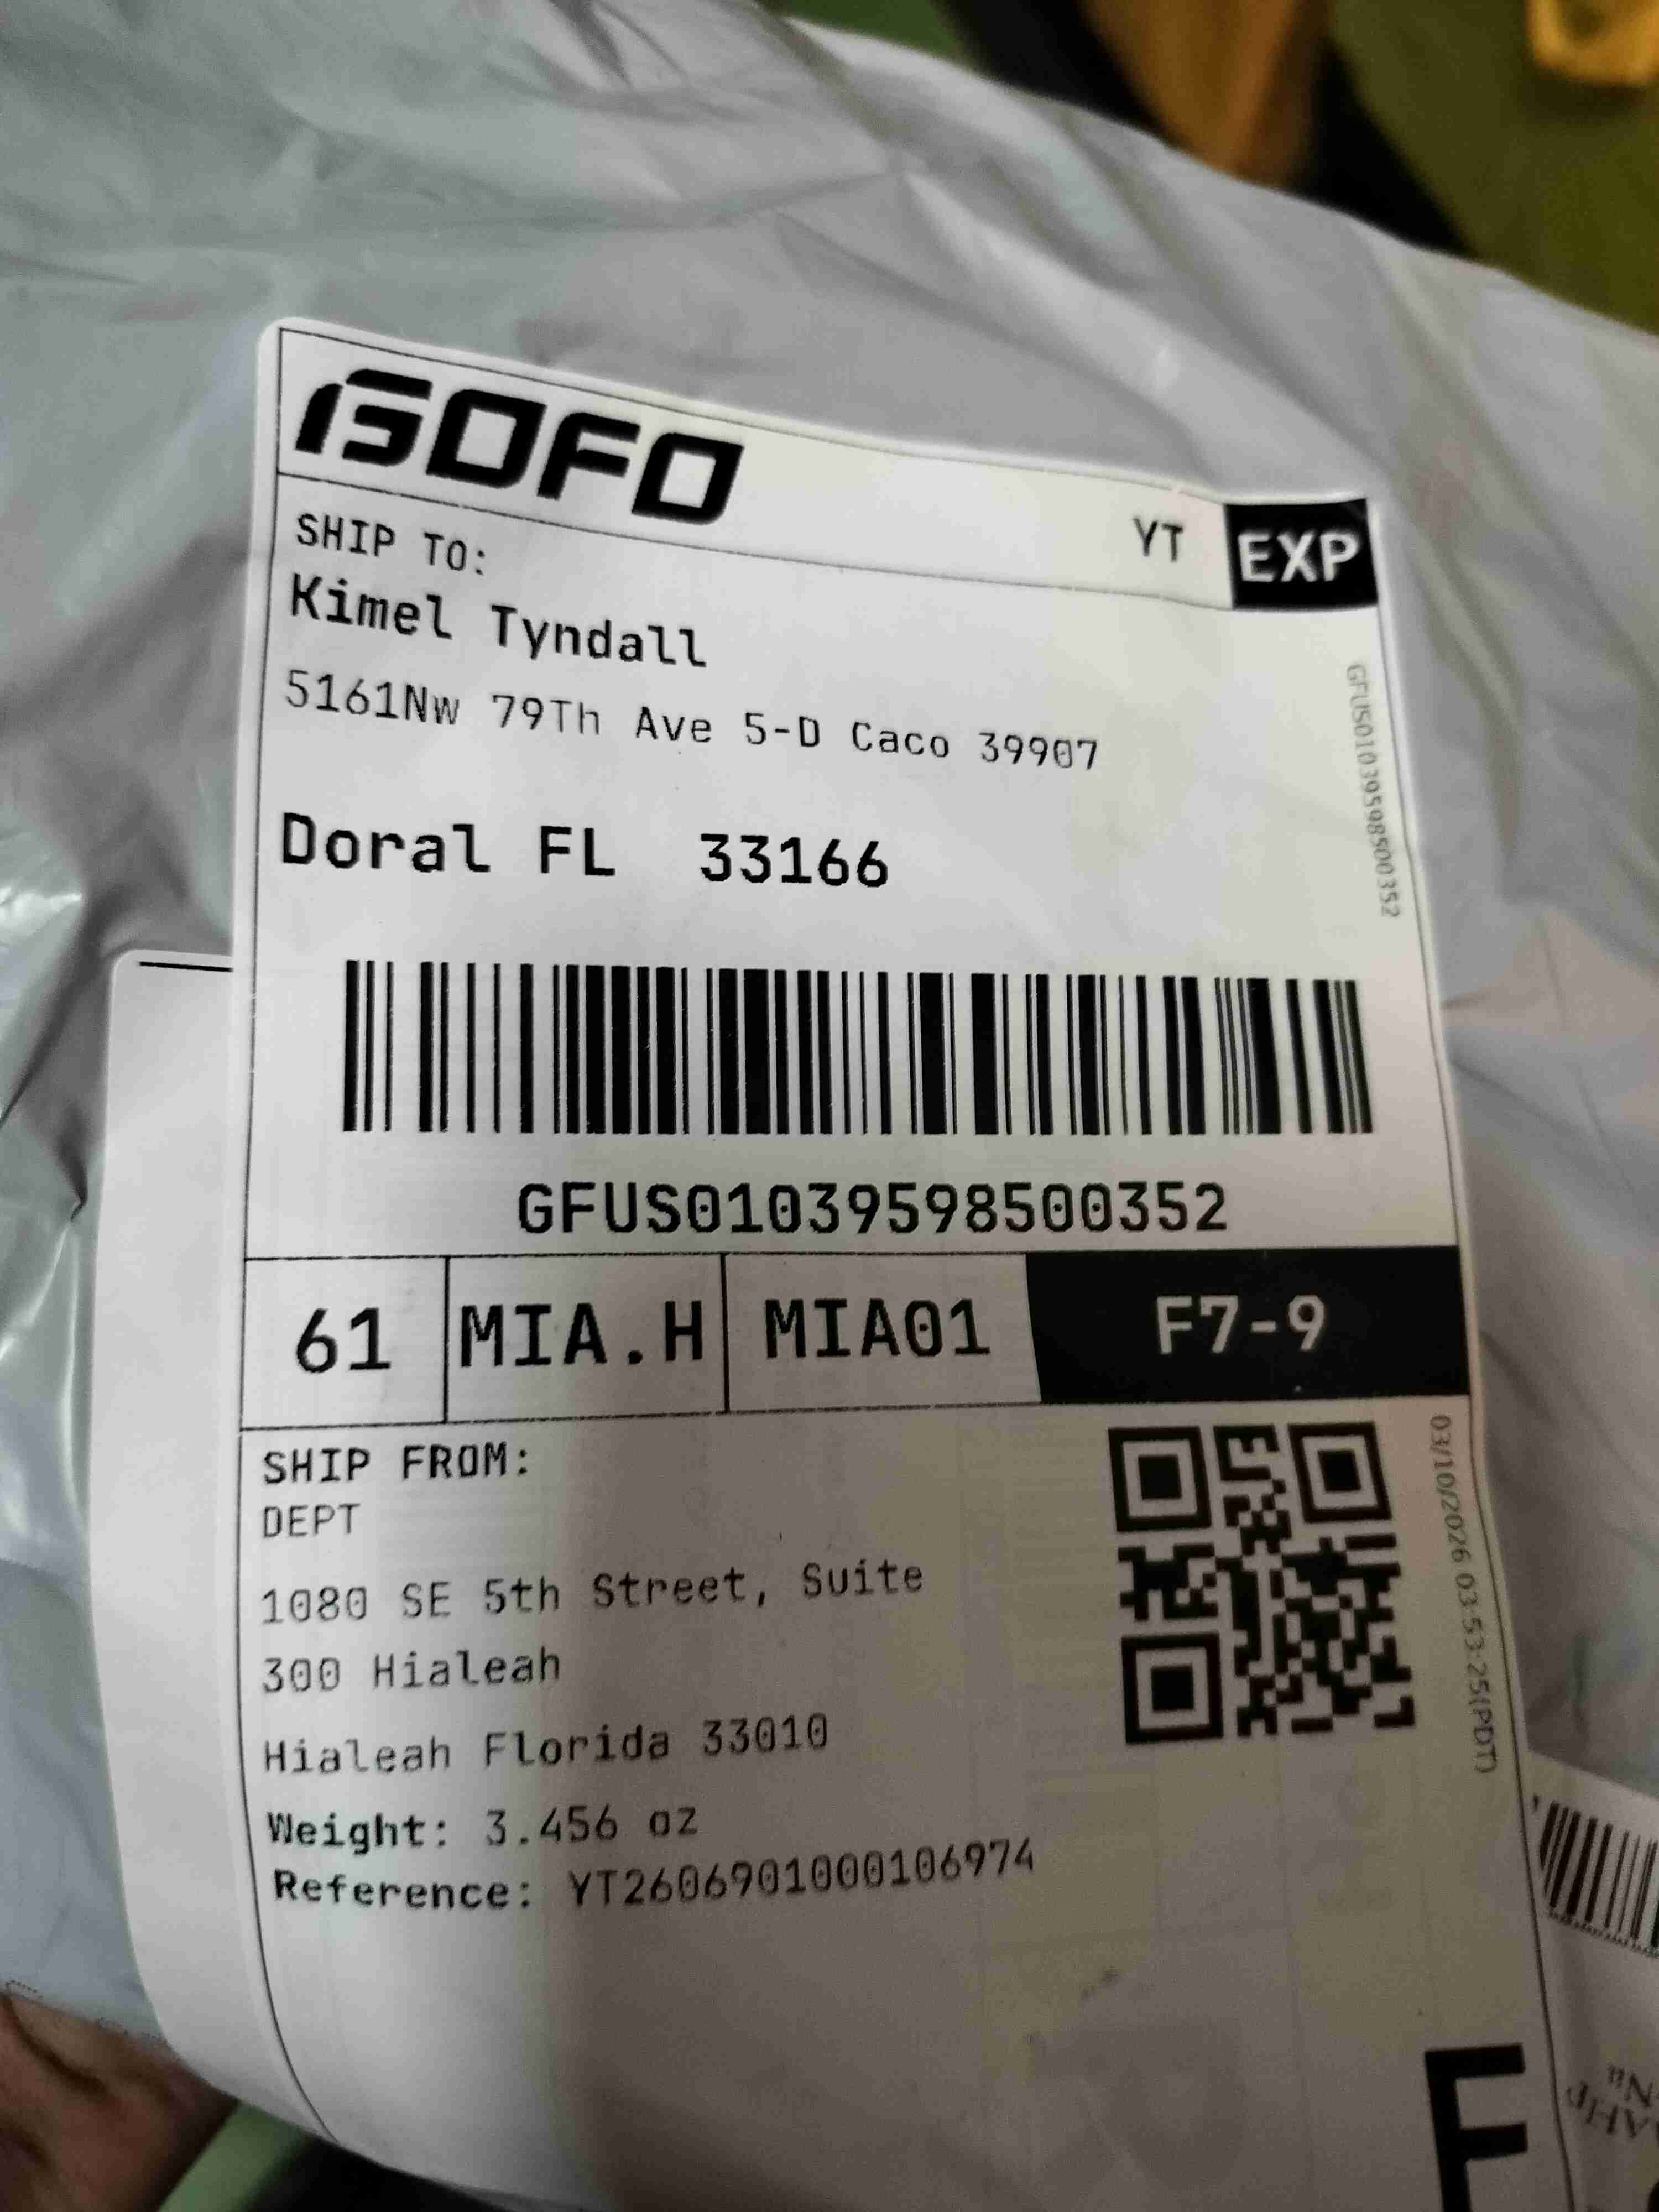 GOFO
YT EXP
SHIP TO:
Kimel Tyndall
5161Nw 79Th Ave 5-D Caco 39907
Doral FL 33166
GFUS01039598500352
GFUS01039598500352
61 MIA.H MIA01 F7-9
SHIP FROM:
DEPT
1080 SE 5th Street, Suite
300 Hialeah
Hialeah Florida 33010
Weight: 3.456 oz
Reference: YT2606901000106974
03/10/2026 03:53:25(PDT)
F